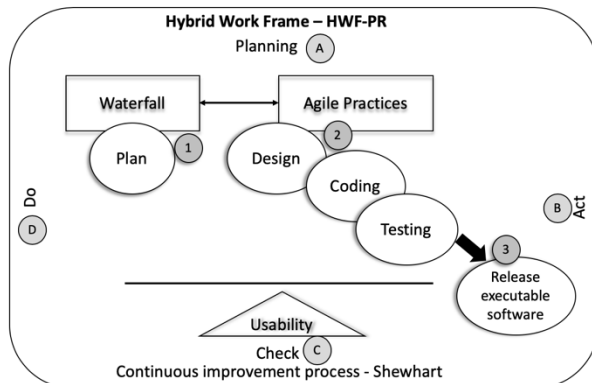 Hybrid Work Frame – HWF-PR
Planning A
Waterfall
Agile Practices
1
2
Plan
Design
Coding
Testing
Do
D
B
Act
3
Release
executable
software
Usability
Check C
Continuous improvement process - Shewhart